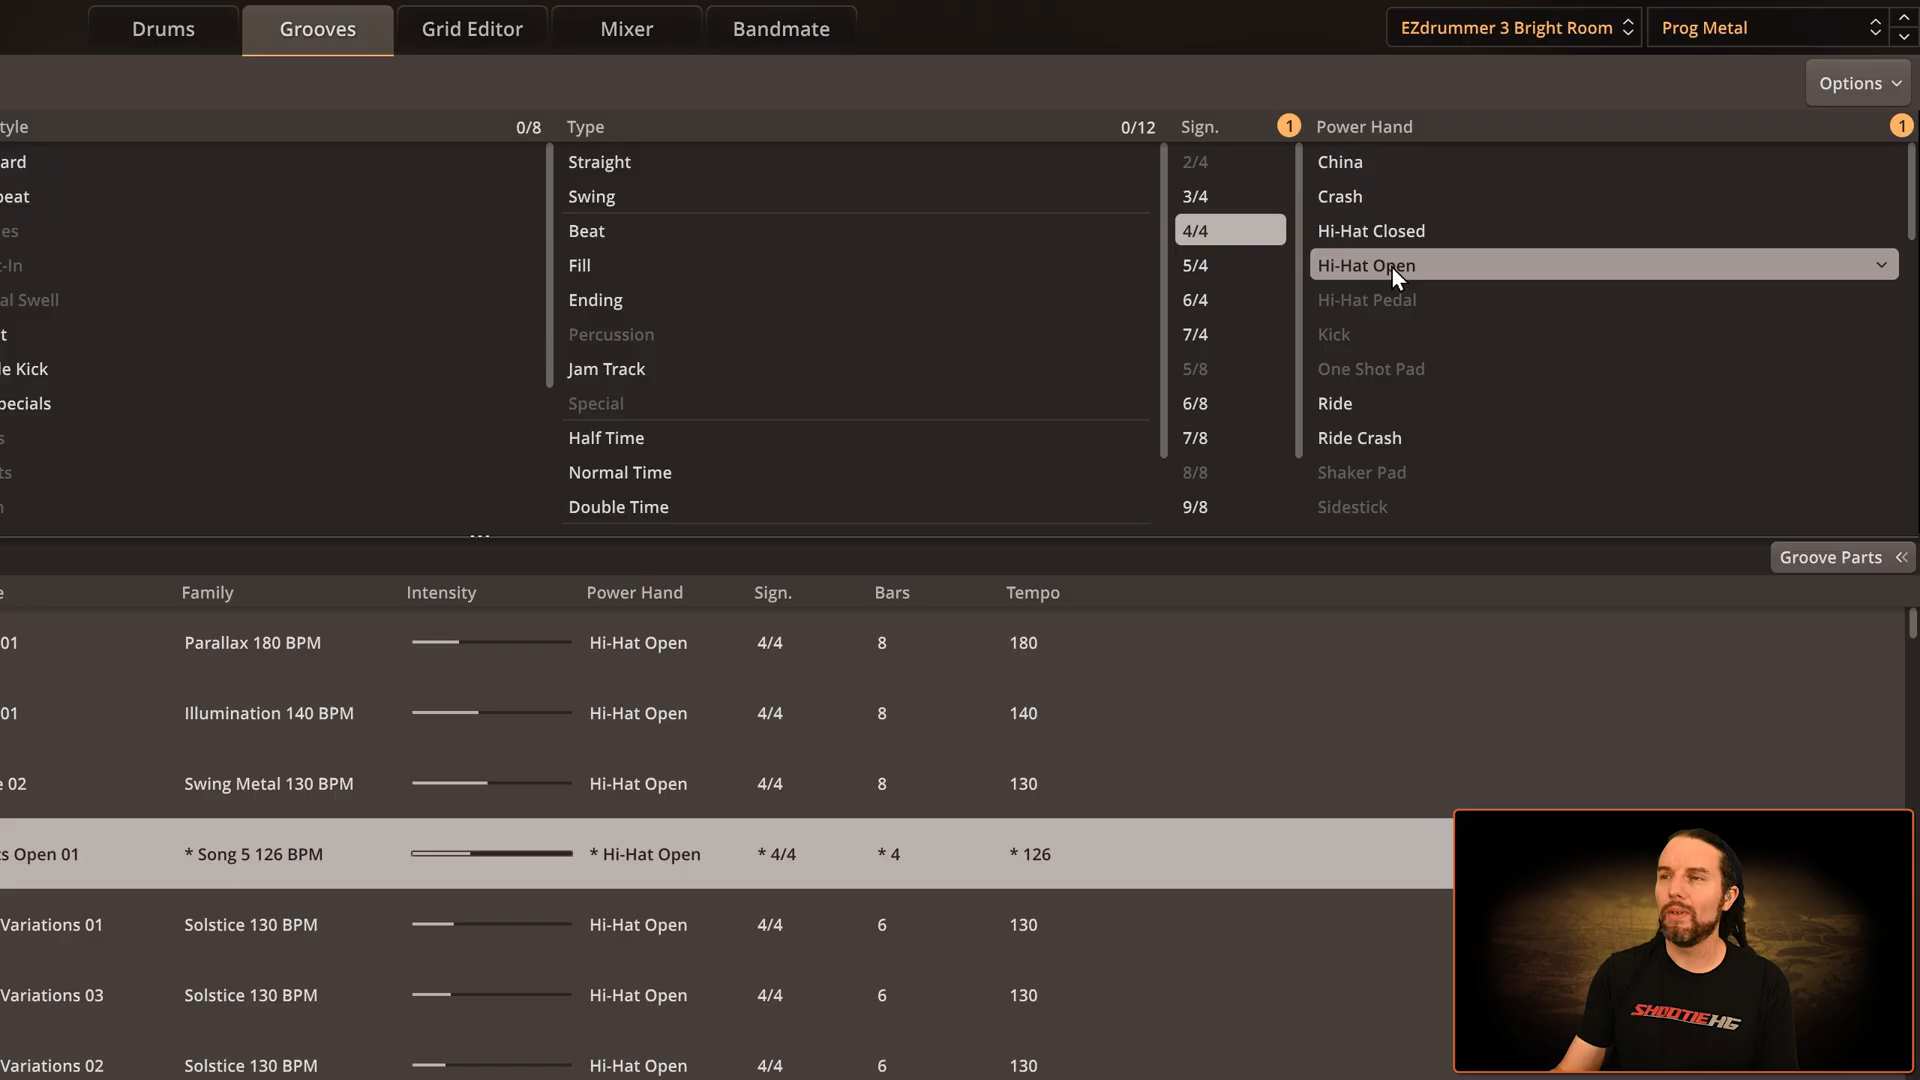 Drums Grooves Grid Editor Mixer Bandmate EZdrummer 3 Bright Room Prog Metal
Options
tyle 0/8 Type 0/12 Sign. 1 Power Hand 1
ard Straight 2/4 China
eat Swing 3/4 Crash
es Beat 4/4 Hi-Hat Closed
-In Fill 5/4 Hi-Hat Open
al Swell Ending 6/4 Hi-Hat Pedal
t Percussion 7/4 Kick
e Kick Jam Track 5/8 One Shot Pad
pecials Special 6/8 Ride
s Half Time 7/8 Ride Crash
ts Normal Time 8/8 Shaker Pad
Double Time 9/8 Sidestick
Groove Parts
e Family Intensity Power Hand Sign. Bars Tempo
01 Parallax 180 BPM Hi-Hat Open 4/4 8 180
01 Illumination 140 BPM Hi-Hat Open 4/4 8 140
e 02 Swing Metal 130 BPM Hi-Hat Open 4/4 8 130
s Open 01 * Song 5 126 BPM * Hi-Hat Open * 4/4 * 4 * 126
Variations 01 Solstice 130 BPM Hi-Hat Open 4/4 6 130
Variations 03 Solstice 130 BPM Hi-Hat Open 4/4 6 130
Variations 02 Solstice 130 BPM Hi-Hat Open 4/4 6 130
SHOOTIEHG